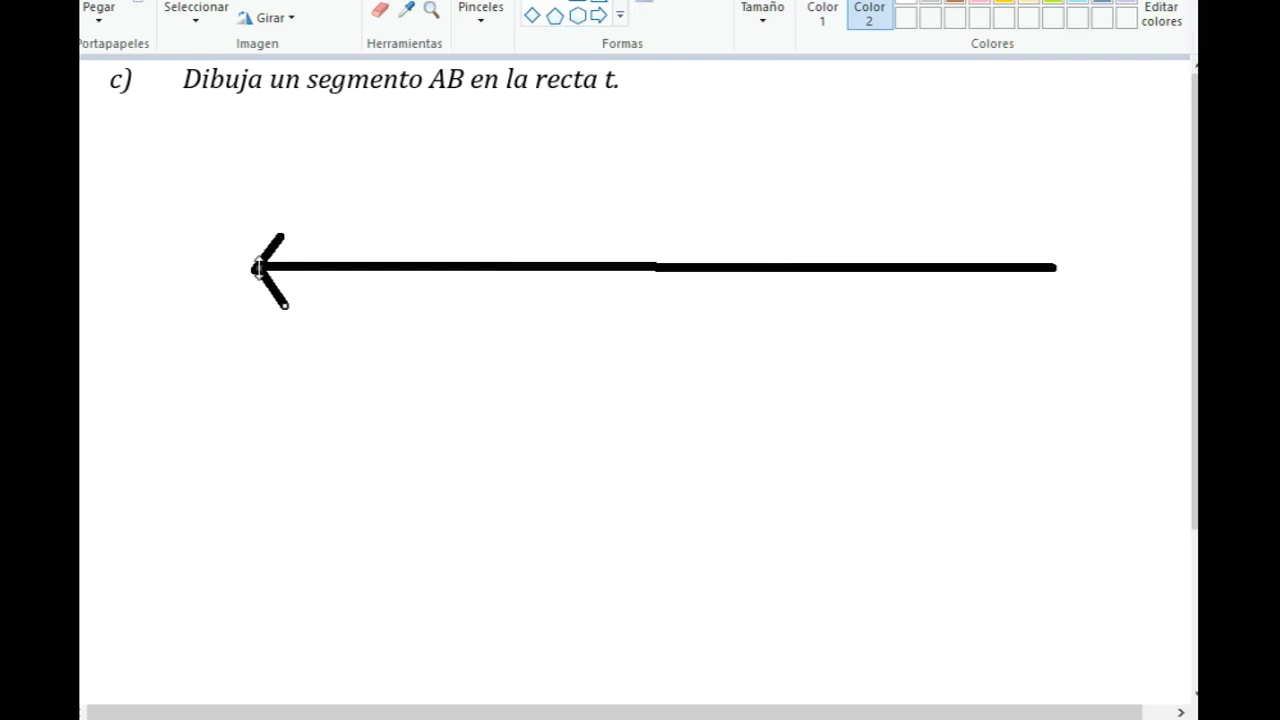 Pegar
Seleccionar
Girar
Pinceles
Tamaño
Color 1
Color 2
Editar colores
Portapapeles
Imagen
Herramientas
Formas
Colores
c) Dibuja un segmento AB en la recta t.